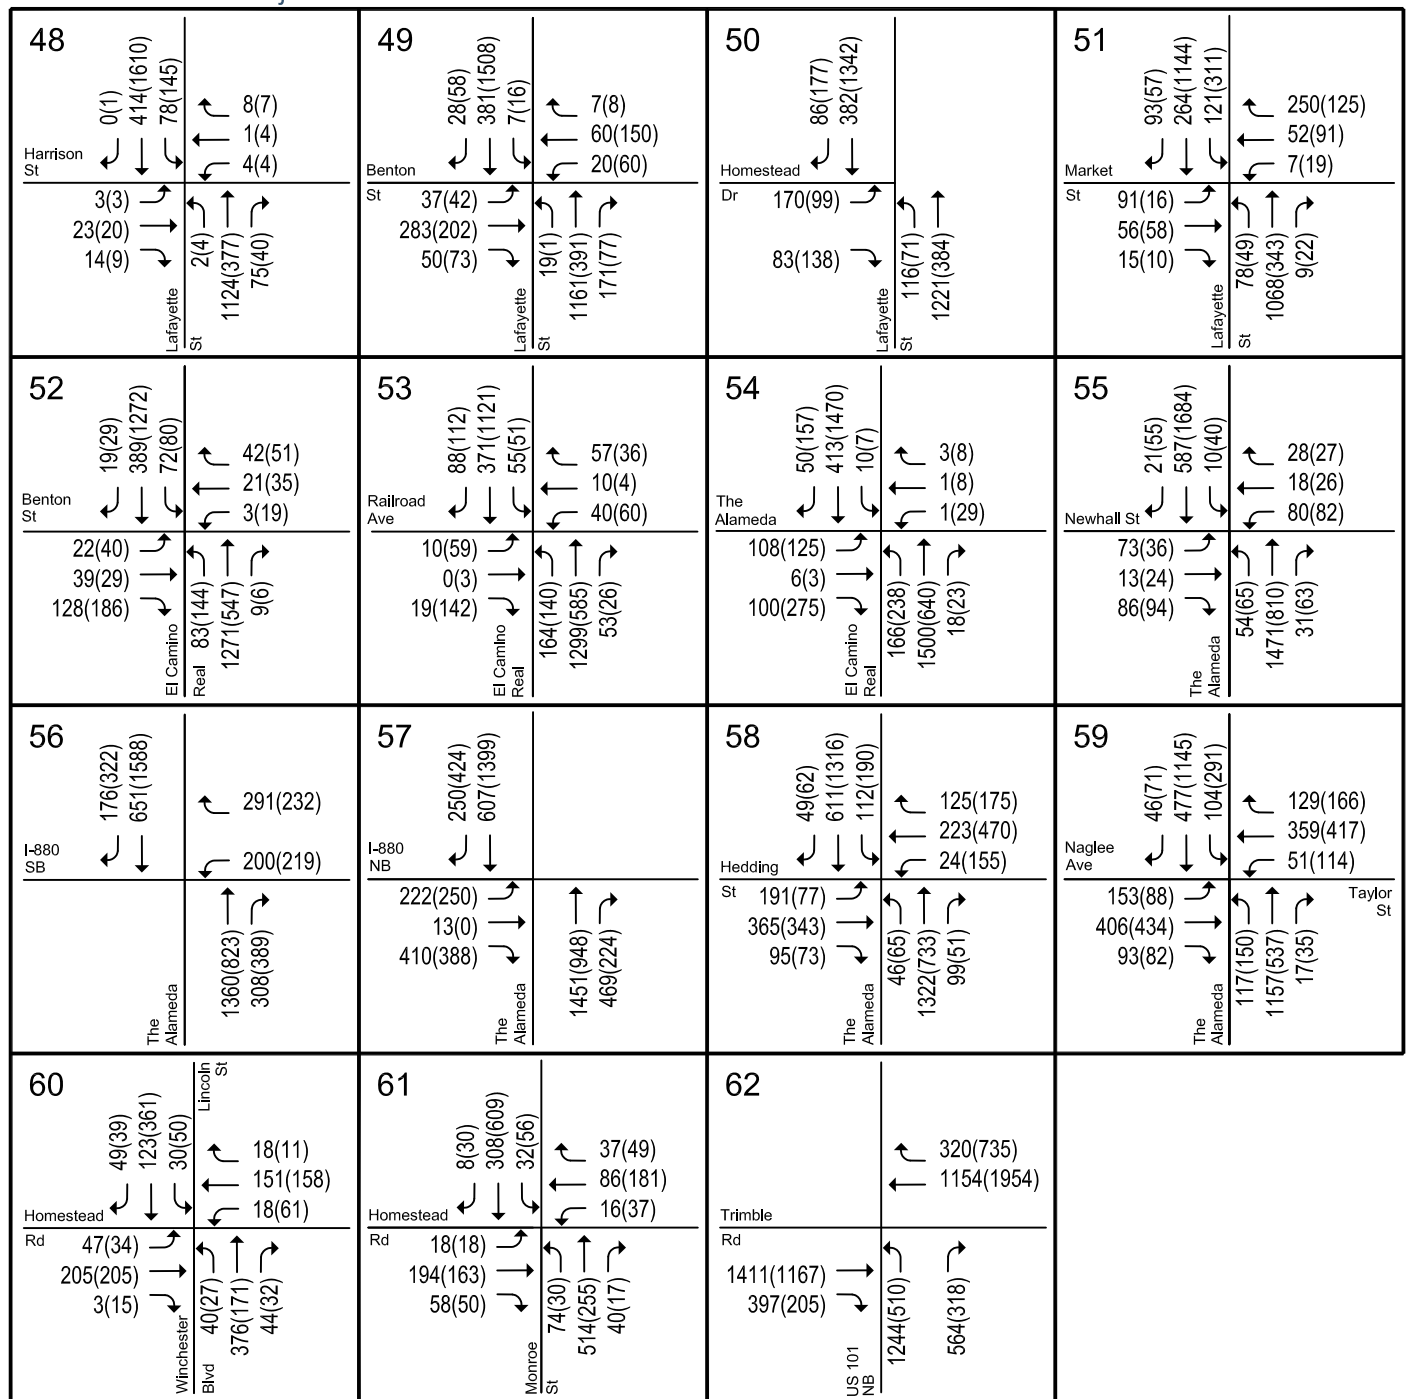 48
0(1)
414(1610)
78(145)
8(7)
1(4)
4(4)
Harrison
St
3(3)
23(20)
14(9)
2(4)
1124(377)
75(40)
Lafayette
St
49
28(58)
381(1508)
7(16)
7(8)
60(150)
20(60)
Benton
St
37(42)
283(202)
50(73)
19(1)
1161(391)
171(77)
Lafayette
St
50
86(177)
382(1342)
Homestead
Dr
170(99)
83(138)
116(71)
1221(384)
Lafayette
St
51
93(57)
264(1144)
121(311)
250(125)
52(91)
7(19)
Market
St
91(16)
56(58)
15(10)
78(49)
1068(343)
9(22)
Lafayette
St
52
19(29)
389(1272)
72(80)
42(51)
21(35)
3(19)
Benton
St
22(40)
39(29)
128(186)
83(144)
1271(547)
9(6)
El Camino
Real
53
88(112)
371(1121)
55(51)
57(36)
10(4)
40(60)
Railroad
Ave
10(59)
0(3)
19(142)
164(140)
1299(585)
53(26)
El CamIno
Real
54
50(157)
413(1470)
10(7)
3(8)
1(8)
1(29)
The
Alameda
108(125)
6(3)
100(275)
166(238)
1500(640)
18(23)
El Camino
Real
55
21(55)
587(1684)
10(40)
28(27)
18(26)
80(82)
Newhall St
73(36)
13(24)
86(94)
54(65)
1471(810)
31(63)
The
Alameda
56
176(322)
651(1588)
291(232)
200(219)
I-880
SB
1360(823)
308(389)
The
Alameda
57
250(424)
607(1399)
I-880
NB
222(250)
13(0)
410(388)
1451(948)
469(224)
The
Alameda
58
49(62)
611(1316)
112(190)
125(175)
223(470)
24(155)
Hedding
St
191(77)
365(343)
95(73)
46(65)
1322(733)
99(51)
The
Alameda
59
46(71)
477(1145)
104(291)
129(166)
359(417)
51(114)
Naglee
Ave
Taylor
St
153(88)
406(434)
93(82)
117(150)
1157(537)
17(35)
The
Alameda
60
49(39)
123(361)
30(50)
Lincoln
St
18(11)
151(158)
18(61)
Homestead
Rd
47(34)
205(205)
3(15)
40(27)
376(171)
44(32)
Winchester
Blvd
61
8(30)
308(609)
32(56)
37(49)
86(181)
16(37)
Homestead
Rd
18(18)
194(163)
58(50)
74(30)
514(255)
40(17)
Monroe
St
62
320(735)
1154(1954)
Trimble
Rd
1411(1167)
397(205)
1244(510)
564(318)
US 101
NB